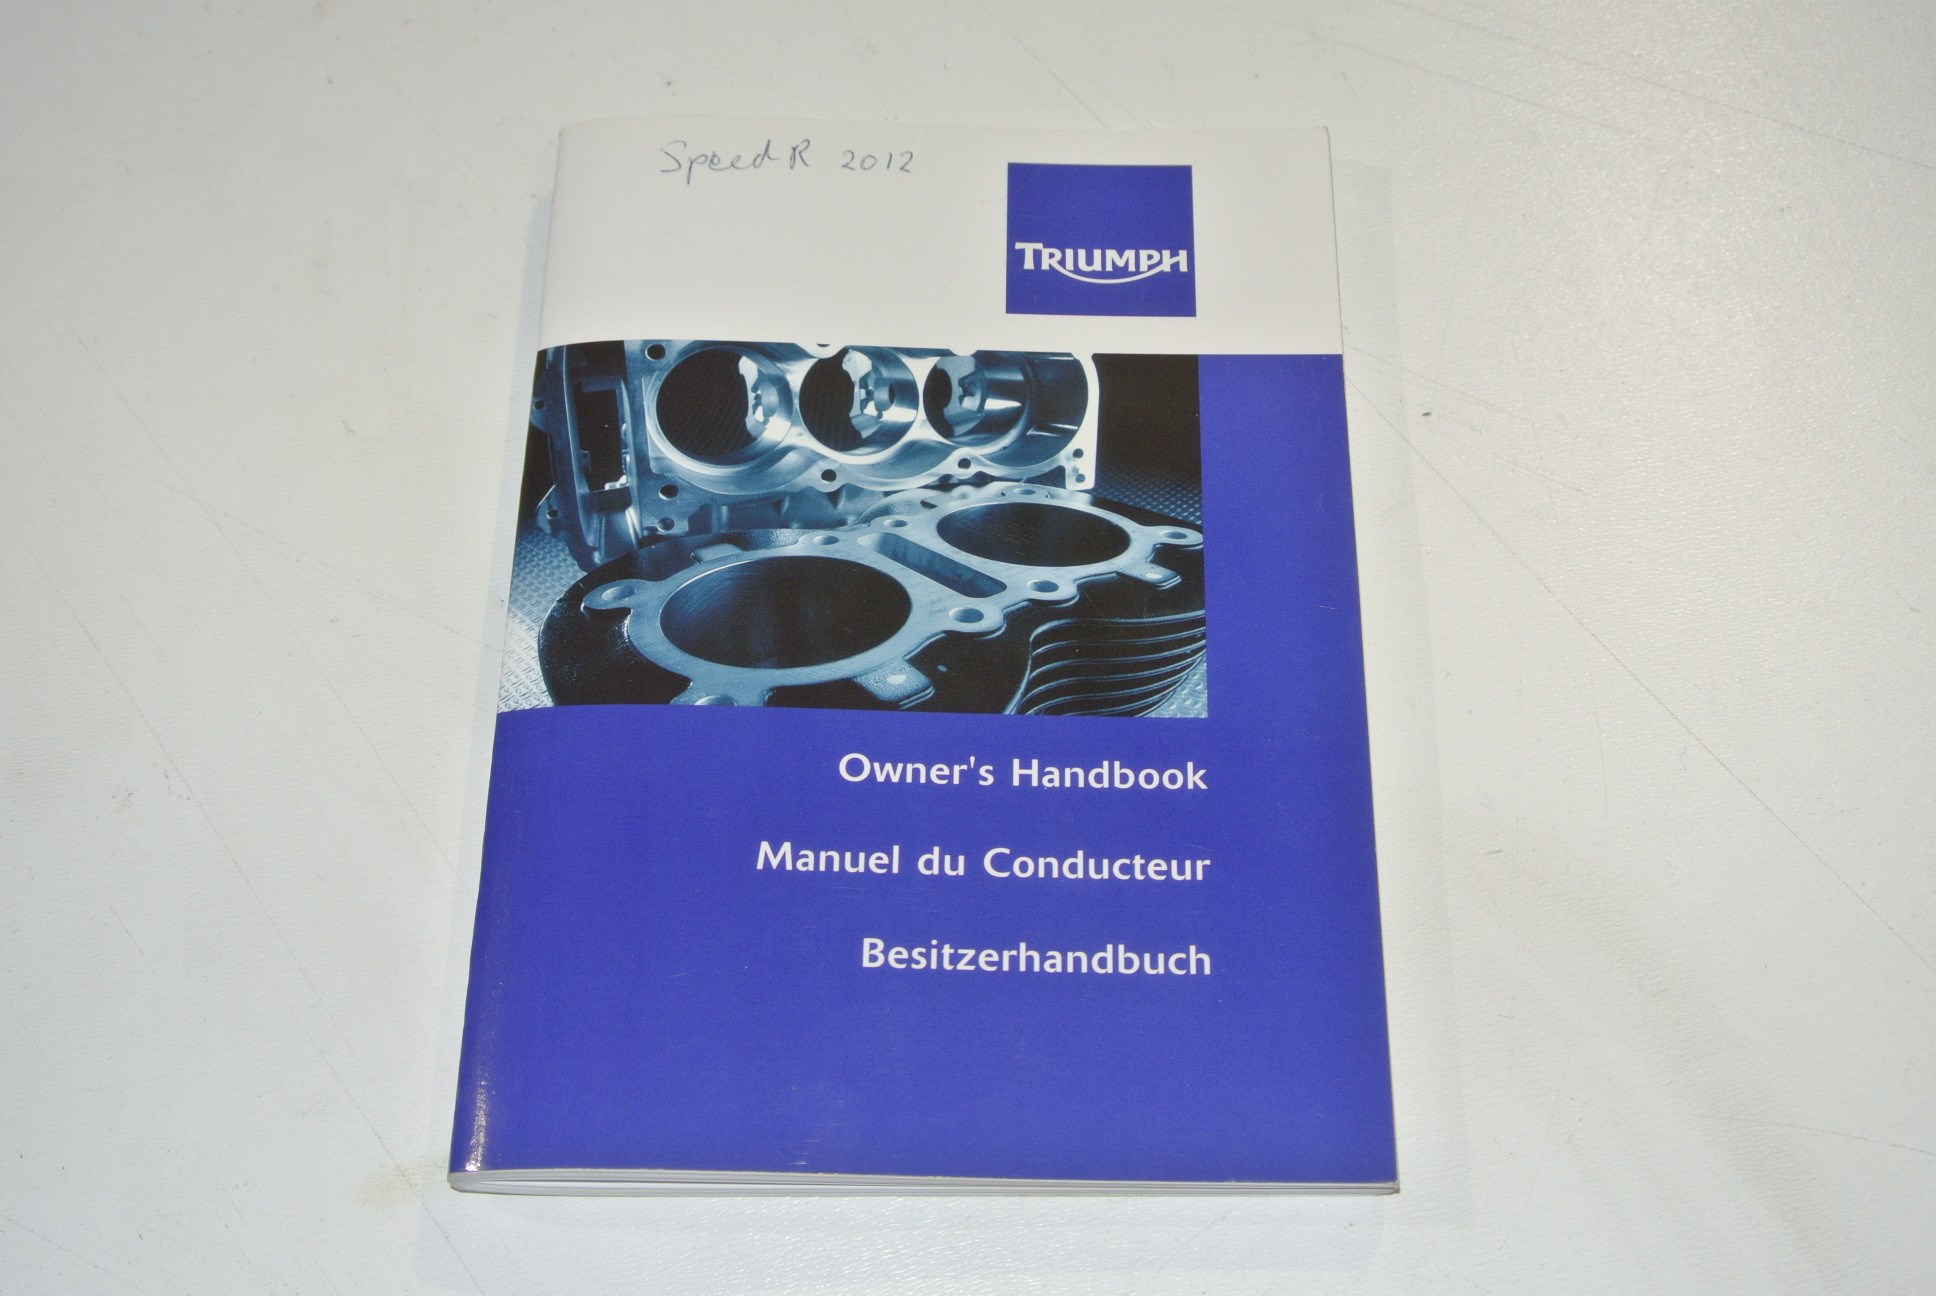 Speed R 2012
TRIUMPH
Owner's Handbook
Manuel du Conducteur
Besitzerhandbuch